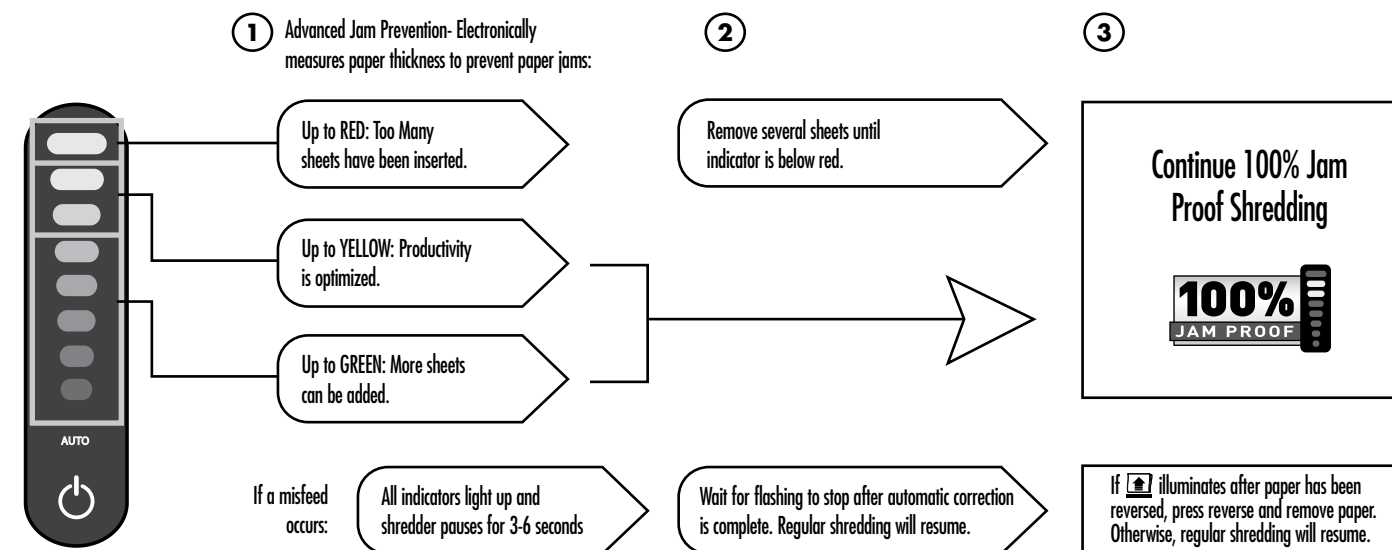 1
Advanced Jam Prevention- Electronically
measures paper thickness to prevent paper jams:
2
3
Up to RED: Too Many
sheets have been inserted.
Remove several sheets until
indicator is below red.
Continue 100% Jam
Proof Shredding
Up to YELLOW: Productivity
is optimized.
100%
JAM PROOF
Up to GREEN: More sheets
can be added.
AUTO
If a misfeed
occurs:
All indicators light up and
shredder pauses for 3-6 seconds
Wait for flashing to stop after automatic correction
is complete. Regular shredding will resume.
If illuminates after paper has been
reversed, press reverse and remove paper.
Otherwise, regular shredding will resume.